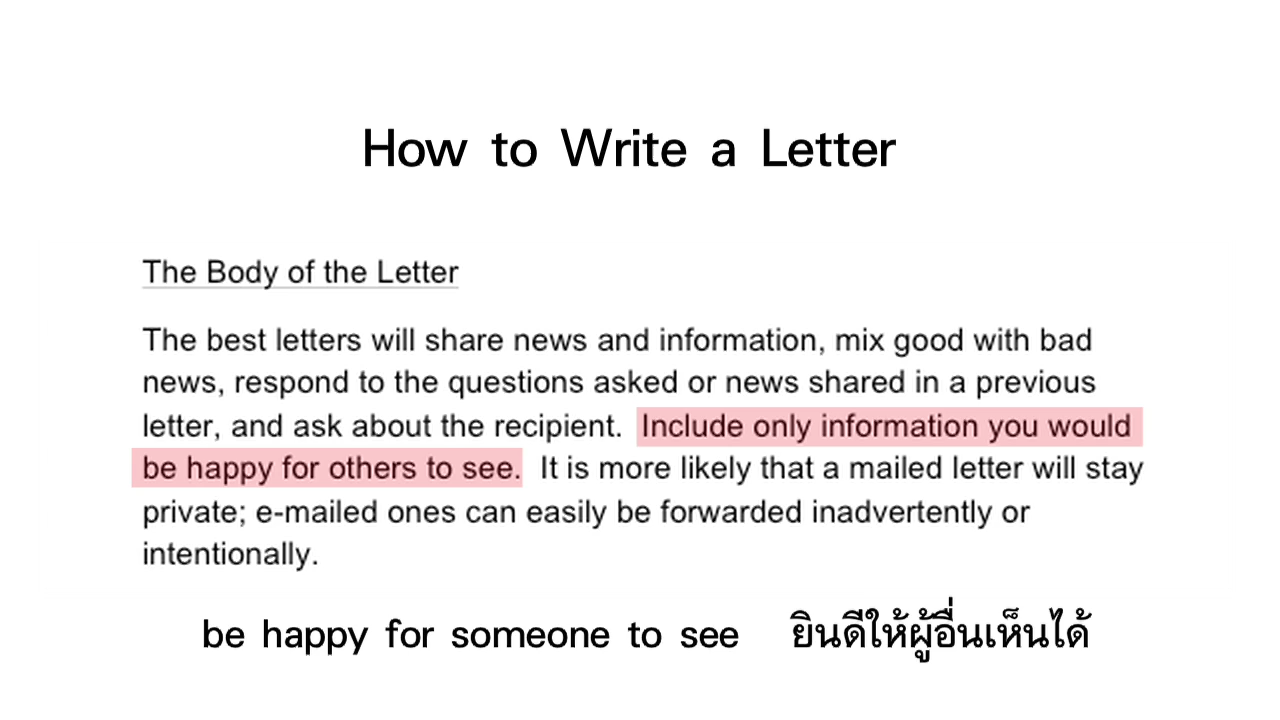 How to Write a Letter
The Body of the Letter
The best letters will share news and information, mix good with bad
news, respond to the questions asked or news shared in a previous
letter, and ask about the recipient. Include only information you would
be happy for others to see. It is more likely that a mailed letter will stay
private; e-mailed ones can easily be forwarded inadvertently or
intentionally.
be happy for someone to see ยินดีให้ผู้อื่นเห็นได้